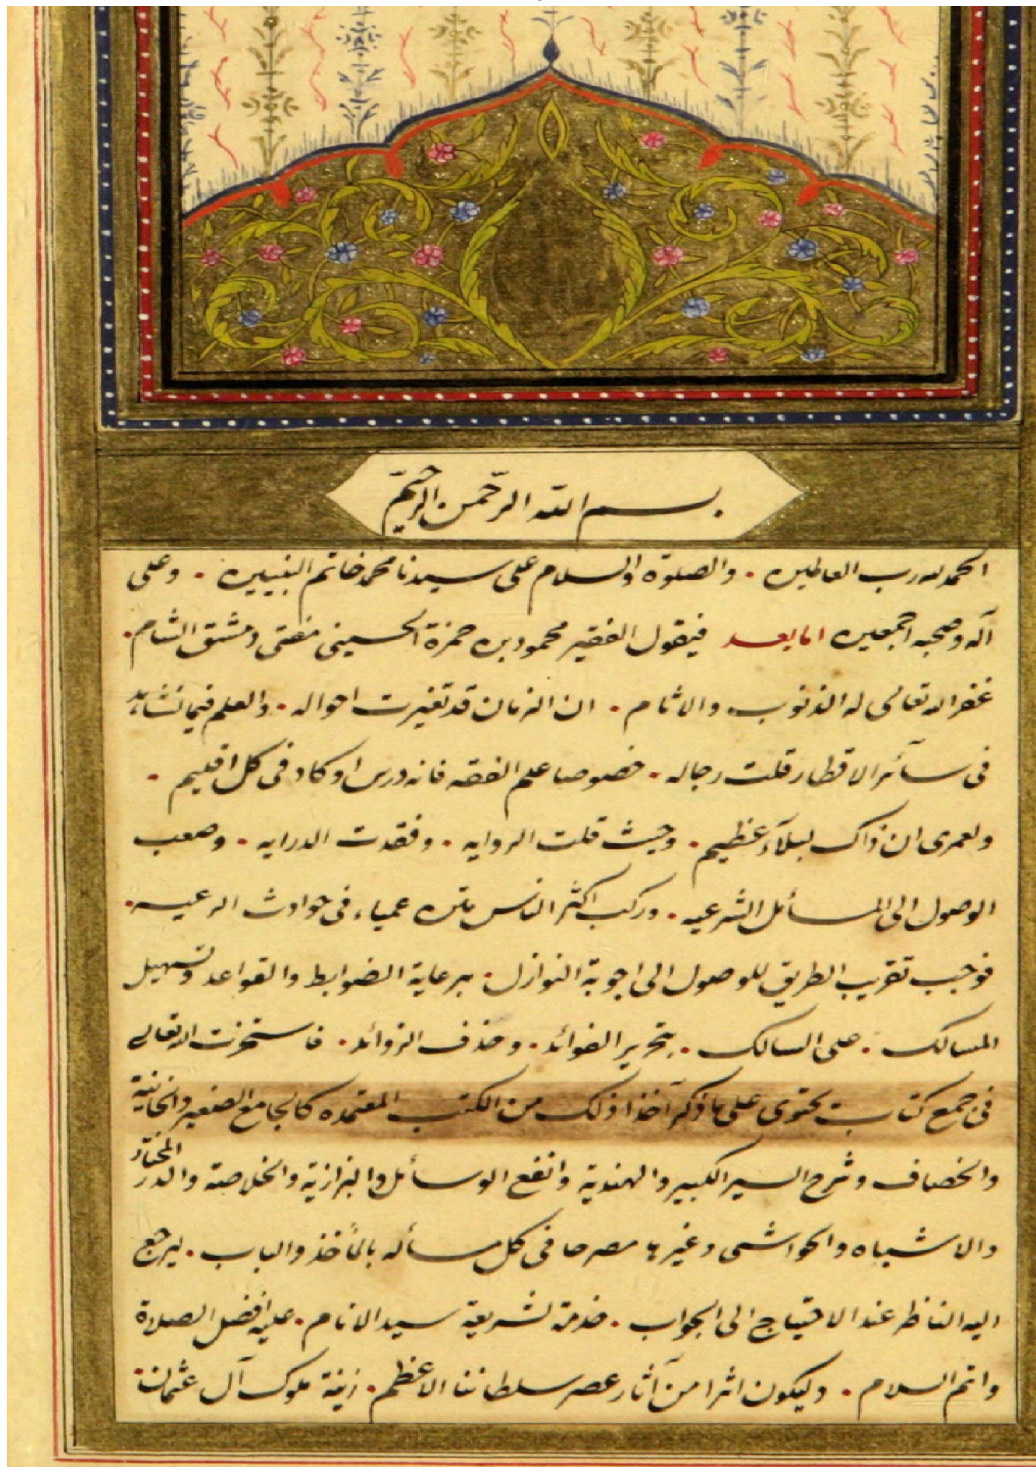 بسم الله الرحمن الرحيم
الحمد لله رب العالمين . والصلوة والسلام على سيدنا محمد خاتم النبيين . وعلى
آله وصحبه اجمعين اما بعد فيقول الفقير محمود بن حمزة الحسيني مفتي دمشق الشام .
غفر الله تعالى له الذنوب والاثام . ان الزمان قد تغيرت احواله . والعلم فيما نشاهد
في سائر الاقطار قلت رجاله . خصوصا علم الفقه فانه درس او كاد في كل اقليم .
ولعمري ان ذاك لبلآء عظيم . وحيث قلت الروايه . وفقدت الدرايه . وصعب
الوصول الى المسائل الشرعيه . وركب اكثر الناس متن عمياء في حوادث الرعيه .
فوجب تقريب الطريق للوصول الى اجوبة النوازل . برعاية الضوابط والقواعد وتسهيل
المسالك . على السالك . بتحرير الفوائد . وحذف الزوائد . فاستخرت الله تعالى
في جمع كتاب يحتوى على ما ذكر آخذا ذلك من الكتب المعتمده كالجامع الصغير والخانية
والخصاف وشرح السير الكبير والهندية وانفع الوسائل والبزازية والخلاصة والدر المختار
والاشباه والحواشى وغيرها مصرحا في كل مسأله بالمأخذ والباب . ليرجع
اليه الناظر عند الاحتياج الى الجواب . خدمة لشريعة سيد الانام . عليه افضل الصلاة
واتم السلام . وليكون اثرا من آثار عصر سلطاننا الاعظم . زينة ملوك آل عثمان .